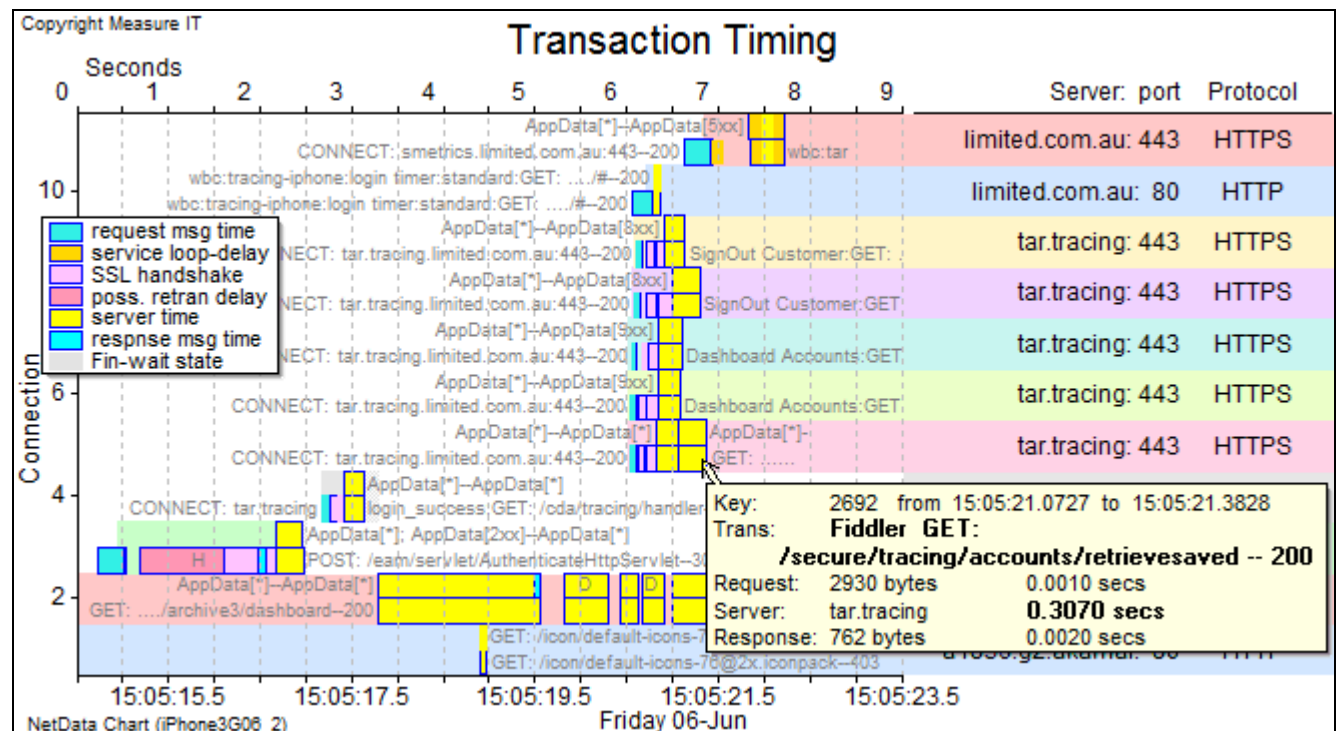 Copyright Measure IT
Transaction Timing
Seconds
0 1 2 3 4 5 6 7 8 9 Server: port Protocol
AppData[*]--AppData[5xx]
CONNECT: smetrics.limited.com.au:443--200 wbc:tar limited.com.au: 443 HTTPS
wbc:tracing-iphone:login timer:standard:GET: ..../#--200
10 limited.com.au: 80 HTTP
wbc:tracing-iphone:login timer:standard:GET: ..../#--200
AppData[*]--AppData[8xx]
request msg time
service loop-delay
SSL handshake
poss. retran delay
server time
respnse msg time
Fin-wait state
NECT: tar.tracing.limited.com.au:443--200 SignOut Customer:GET: . tar.tracing: 443 HTTPS
AppData[*]--AppData[8xx]
CONNECT: tar.tracing.limited.com.au:443--200 SignOut Customer:GET tar.tracing: 443 HTTPS
AppData[*]--AppData[9xx]
NECT: tar.tracing.limited.com.au:443--200 Dashboard Accounts:GET tar.tracing: 443 HTTPS
Connection
6
AppData[*]--AppData[9xx]
CONNECT: tar.tracing.limited.com.au:443--200 Dashboard Accounts:GET tar.tracing: 443 HTTPS
AppData[*]--AppData[*] AppData[*]-
CONNECT: tar.tracing.limited.com.au:443--200 GET: ...... tar.tracing: 443 HTTPS
AppData[*]--AppData[*]
4
CONNECT: tar.tracing login_success;GET: /cda/tracing/handler-
AppData[*]; AppData[2xx]--AppData[*]
H POST: /eam/servlet/AuthenticateHttpServlet--30
AppData[*]--AppData[*] D D
2
GET: ..../archive3/dashboard--200
GET: /icon/default-icons-7
GET: /icon/default-icons-76@2x.iconpack--403
Key: 2692 from 15:05:21.0727 to 15:05:21.3828
Trans: Fiddler GET:
/secure/tracing/accounts/retrievesaved -- 200
Request: 2930 bytes 0.0010 secs
Server: tar.tracing 0.3070 secs
Response: 762 bytes 0.0020 secs
15:05:15.5 15:05:17.5 15:05:19.5 15:05:21.5 15:05:23.5
Friday 06-Jun
NetData Chart (iPhone3G06_2)